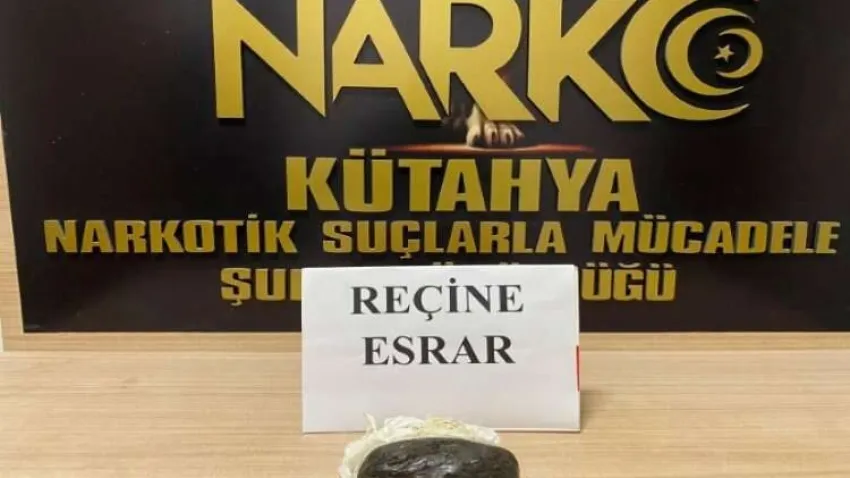 NARKO
KÜTAHYA
NARKOTİK SUÇLARLA MÜCADELE
REÇİNE
ESRAR